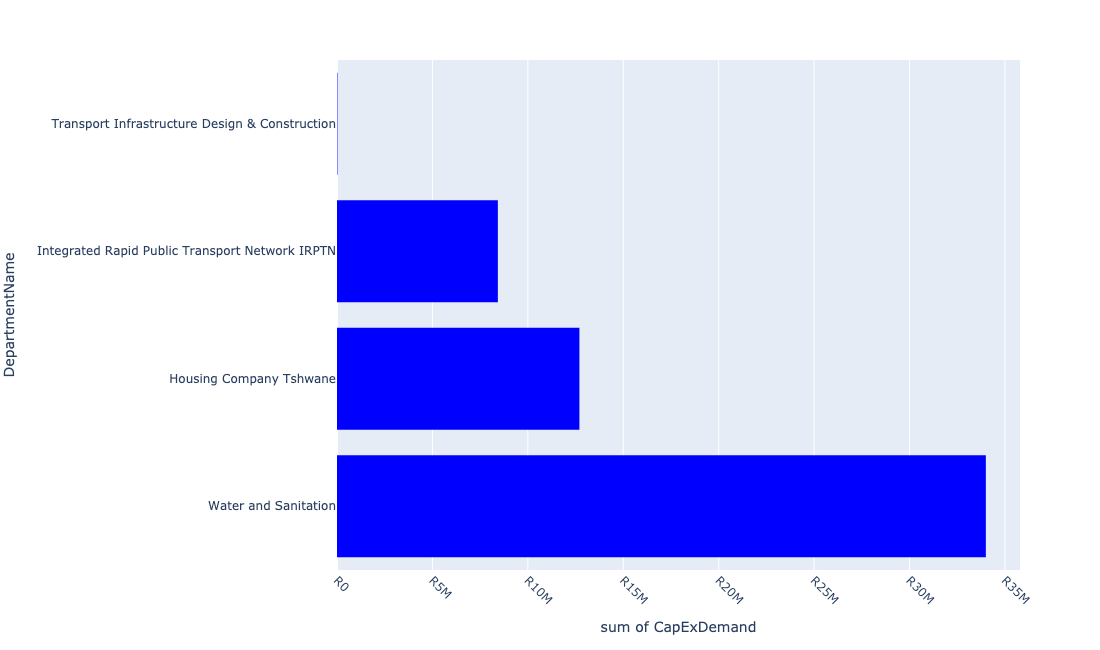 Transport Infrastructure Design & Construction
Integrated Rapid Public Transport Network IRPTN
Housing Company Tshwane
Water and Sanitation
DepartmentName
R0
R5M
R10M
R15M
R20M
R25M
R30M
R35M
sum of CapExDemand